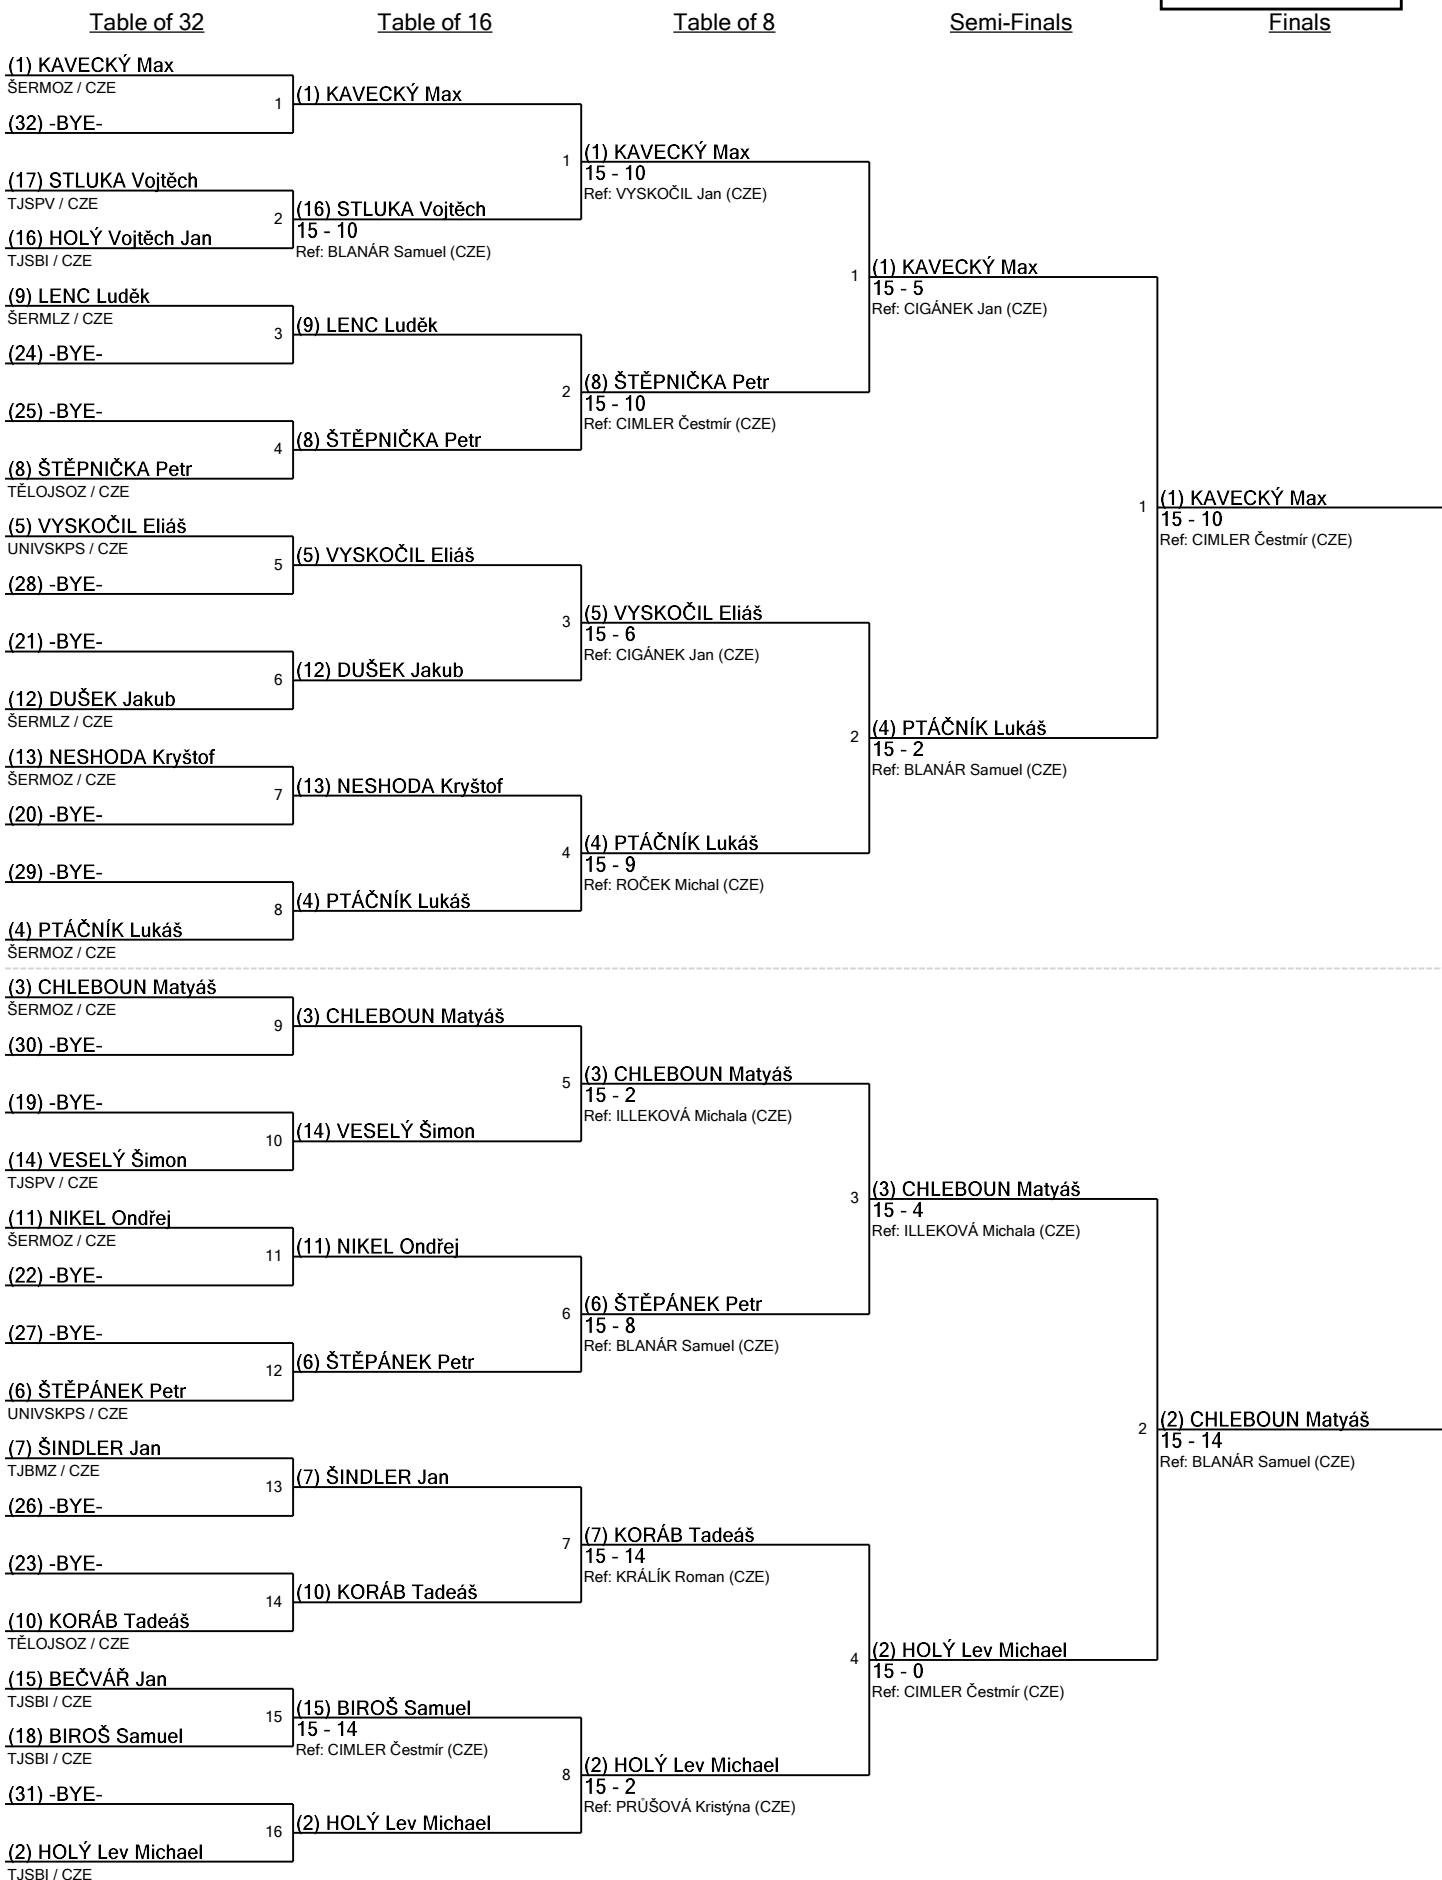 Table of 32
Table of 16
Table of 8
Semi-Finals
Finals
(1) KAVECKÝ Max
ŠERMOZ / CZE
1
(32) -BYE-
(17) STLUKA Vojtěch
TJSPV / CZE
2
(16) HOLÝ Vojtěch Jan
TJSBI / CZE
(9) LENC Luděk
ŠERMLZ / CZE
3
(24) -BYE-
(25) -BYE-
4
(8) ŠTĚPNIČKA Petr
TĚLOJSOZ / CZE
(5) VYSKOČIL Eliáš
UNIVSKPS / CZE
5
(28) -BYE-
(21) -BYE-
6
(12) DUŠEK Jakub
ŠERMLZ / CZE
(13) NESHODA Kryštof
ŠERMOZ / CZE
7
(20) -BYE-
(29) -BYE-
8
(4) PTÁČNÍK Lukáš
ŠERMOZ / CZE
(3) CHLEBOUN Matyáš
ŠERMOZ / CZE
9
(30) -BYE-
(19) -BYE-
10
(14) VESELÝ Šimon
TJSPV / CZE
(11) NIKEL Ondřej
ŠERMOZ / CZE
11
(22) -BYE-
(27) -BYE-
12
(6) ŠTĚPÁNEK Petr
UNIVSKPS / CZE
(7) ŠINDLER Jan
TJBMZ / CZE
13
(26) -BYE-
(23) -BYE-
14
(10) KORÁB Tadeáš
TĚLOJSOZ / CZE
(15) BEČVÁŘ Jan
TJSBI / CZE
15
(18) BIROŠ Samuel
TJSBI / CZE
(31) -BYE-
16
(2) HOLÝ Lev Michael
TJSBI / CZE
(1) KAVECKÝ Max
1
(16) STLUKA Vojtěch
15 - 10
Ref: BLANÁR Samuel (CZE)
(9) LENC Luděk
2
(8) ŠTĚPNIČKA Petr
(5) VYSKOČIL Eliáš
3
(12) DUŠEK Jakub
(13) NESHODA Kryštof
4
(4) PTÁČNÍK Lukáš
(3) CHLEBOUN Matyáš
5
(14) VESELÝ Šimon
(11) NIKEL Ondřej
6
(6) ŠTĚPÁNEK Petr
(7) ŠINDLER Jan
7
(10) KORÁB Tadeáš
(15) BIROŠ Samuel
15 - 14
Ref: CIMLER Čestmír (CZE)
8
(2) HOLÝ Lev Michael
(1) KAVECKÝ Max
15 - 10
Ref: VYSKOČIL Jan (CZE)
1
(8) ŠTĚPNIČKA Petr
15 - 10
Ref: CIMLER Čestmír (CZE)
(5) VYSKOČIL Eliáš
15 - 6
Ref: CIGÁNEK Jan (CZE)
2
(4) PTÁČNÍK Lukáš
15 - 9
Ref: ROČEK Michal (CZE)
(3) CHLEBOUN Matyáš
15 - 2
Ref: ILLEKOVÁ Michala (CZE)
3
(6) ŠTĚPÁNEK Petr
15 - 8
Ref: BLANÁR Samuel (CZE)
(7) KORÁB Tadeáš
15 - 14
Ref: KRÁLÍK Roman (CZE)
4
(2) HOLÝ Lev Michael
15 - 2
Ref: PRŮŠOVÁ Kristýna (CZE)
(1) KAVECKÝ Max
15 - 5
Ref: CIGÁNEK Jan (CZE)
1
(4) PTÁČNÍK Lukáš
15 - 2
Ref: BLANÁR Samuel (CZE)
(3) CHLEBOUN Matyáš
15 - 4
Ref: ILLEKOVÁ Michala (CZE)
2
(2) HOLÝ Lev Michael
15 - 0
Ref: CIMLER Čestmír (CZE)
(1) KAVECKÝ Max
15 - 10
Ref: CIMLER Čestmír (CZE)
(2) CHLEBOUN Matyáš
15 - 14
Ref: BLANÁR Samuel (CZE)